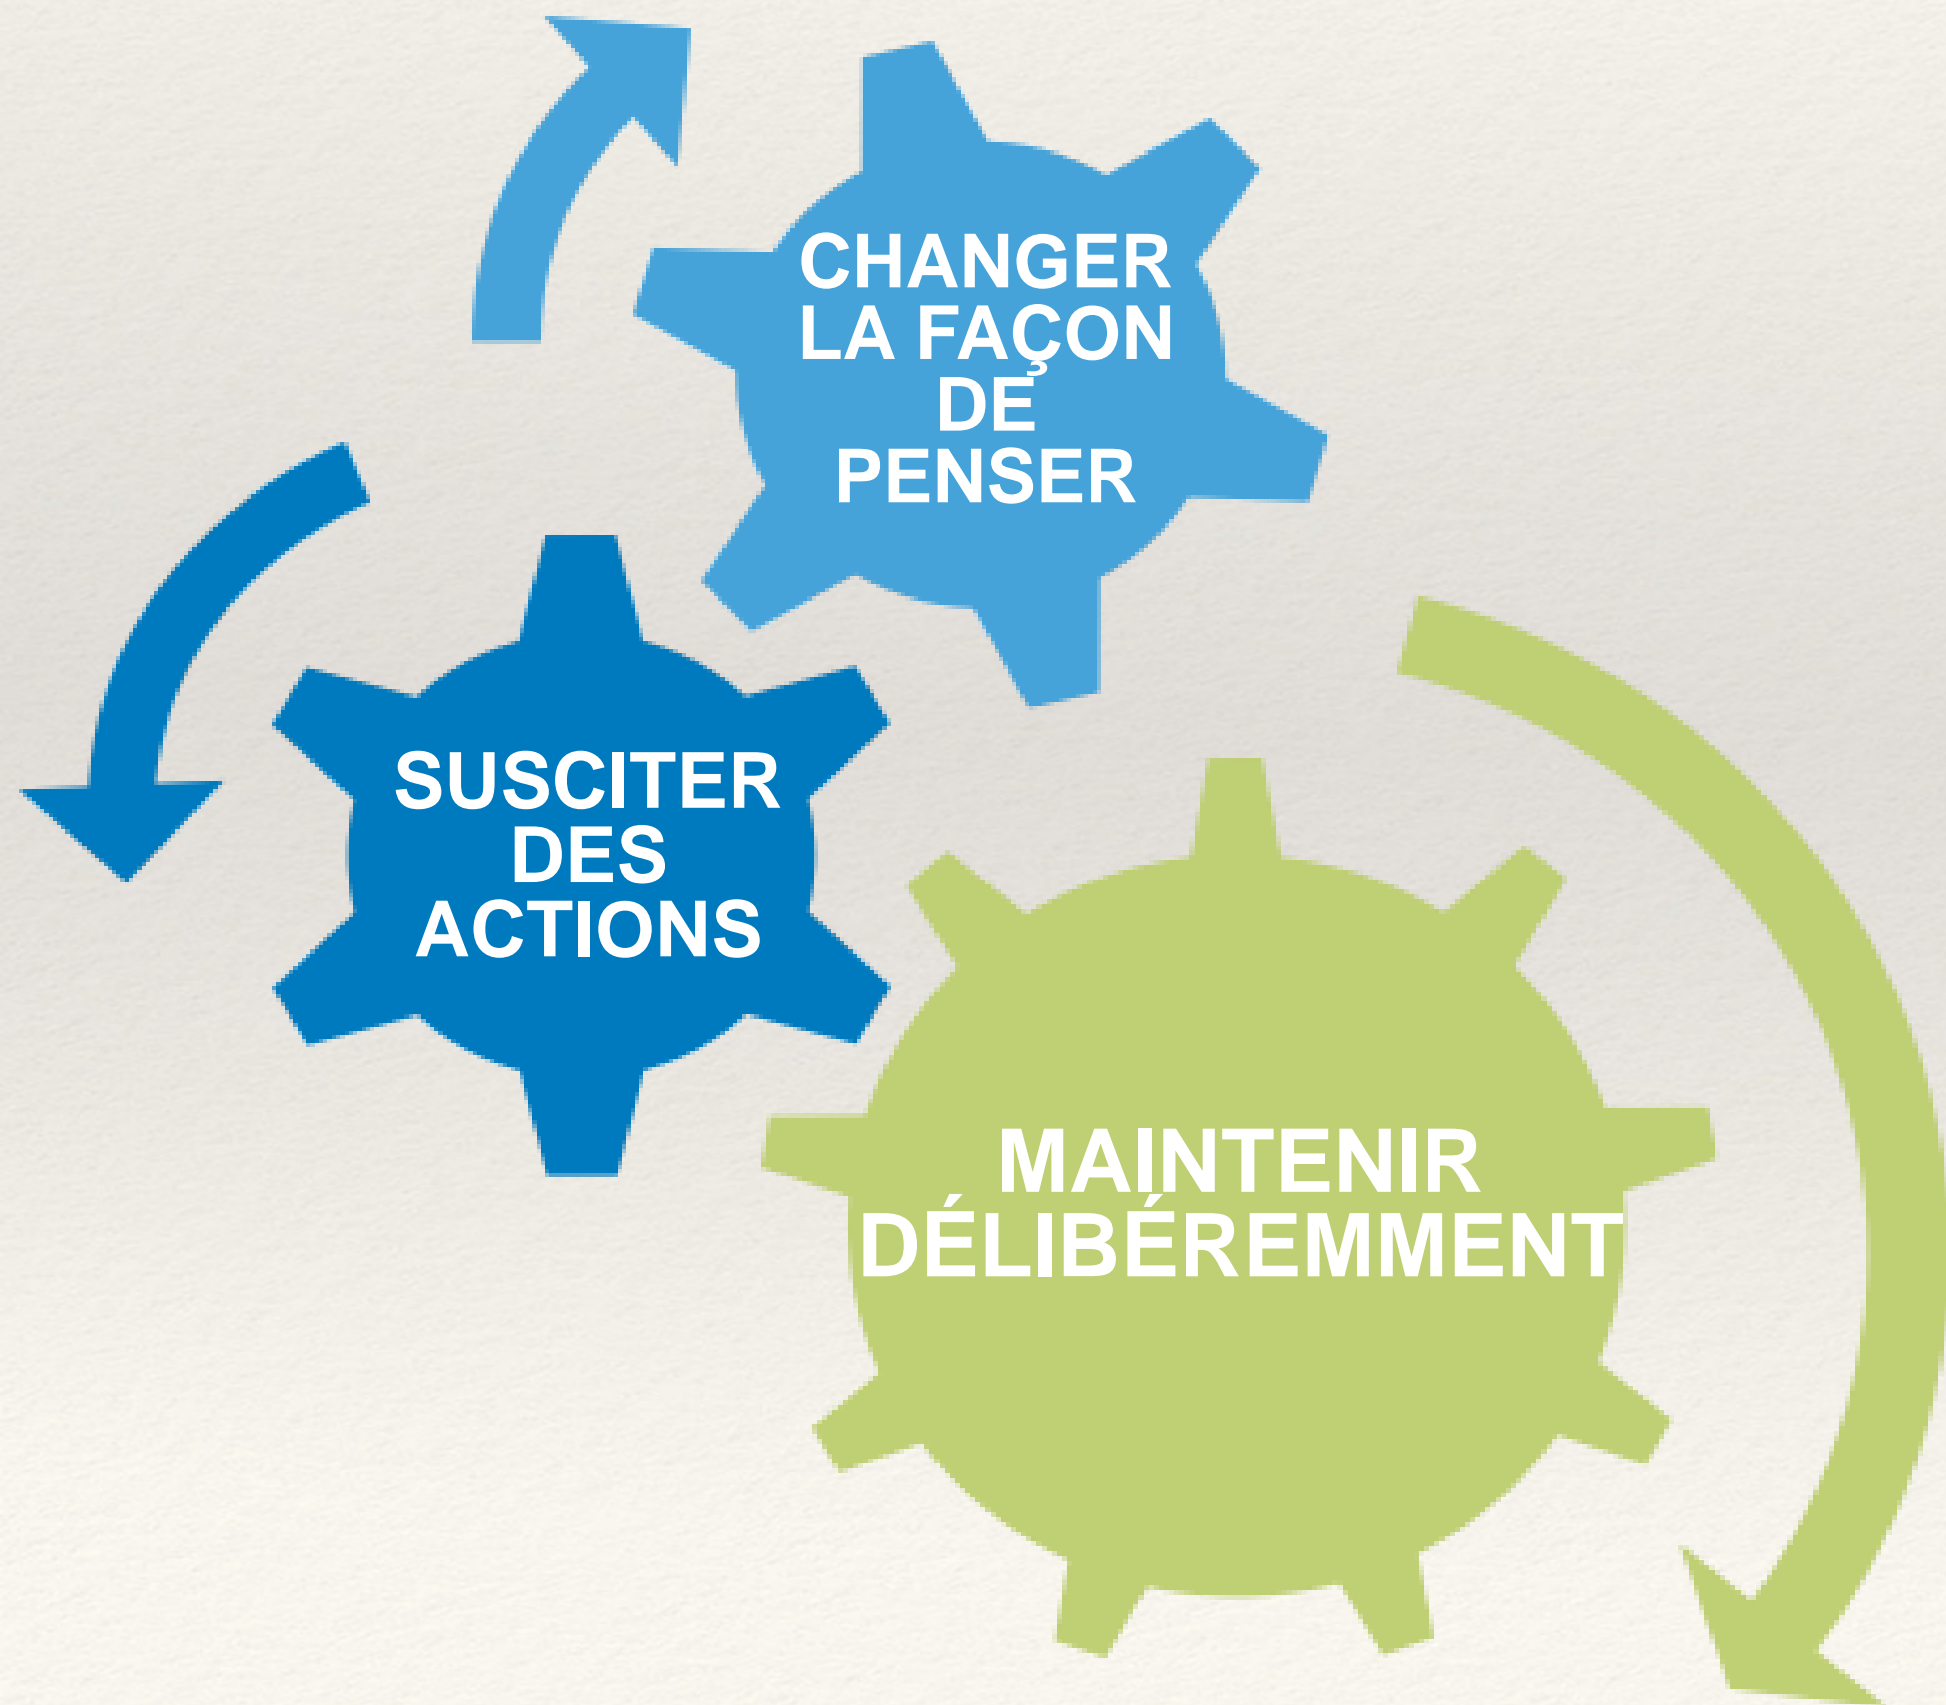 CHANGER
LA FAÇON
DE
PENSER
SUSCITER
DES
ACTIONS
MAINTENIR
DÉLIBÉREMMENT